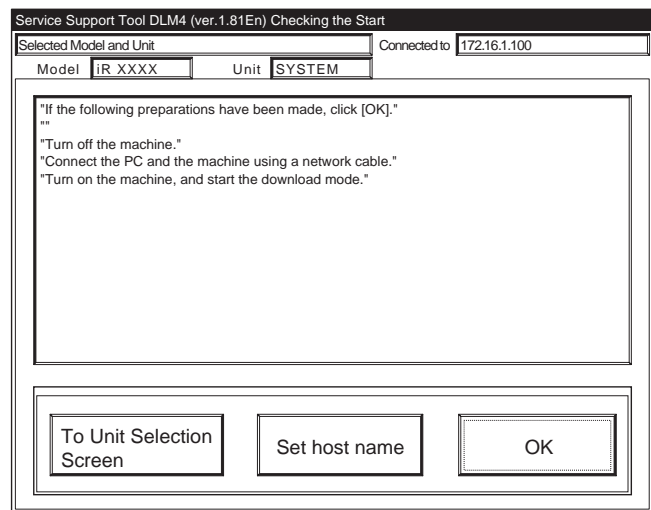 Service Support Tool DLM4 (ver.1.81En) Checking the Start
Selected Model and Unit
Connected to 172.16.1.100
Model iR XXXX Unit SYSTEM
"If the following preparations have been made, click [OK]."
""
"Turn off the machine."
"Connect the PC and the machine using a network cable."
"Turn on the machine, and start the download mode."
To Unit Selection
Screen
Set host name
OK